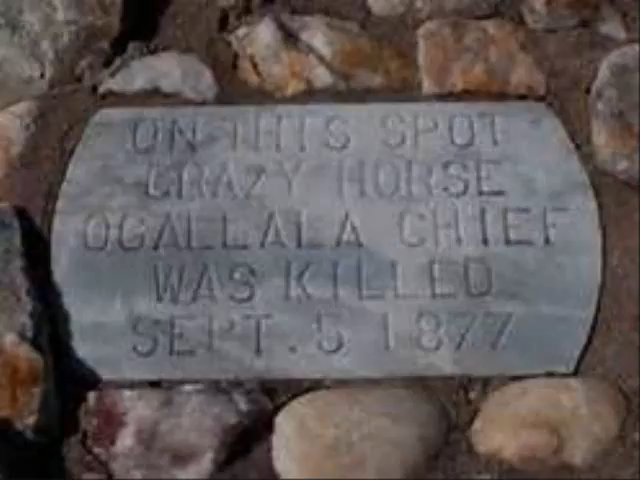 ON THIS SPOT
CRAZY HORSE
OGALLALA CHIEF
WAS KILLED
SEPT. 5 1877